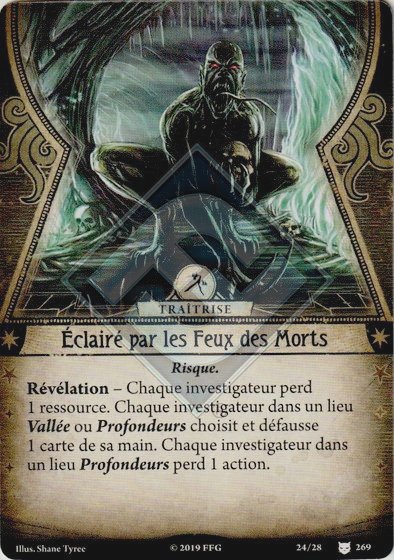 TRAÎTRISE
Éclairé par les Feux des Morts
Risque.
Révélation – Chaque investigateur perd
1 ressource. Chaque investigateur dans un lieu
Vallée ou Profondeurs choisit et défausse
1 carte de sa main. Chaque investigateur dans
un lieu Profondeurs perd 1 action.
Illus. Shane Tyree
© 2019 FFG
24/28
269